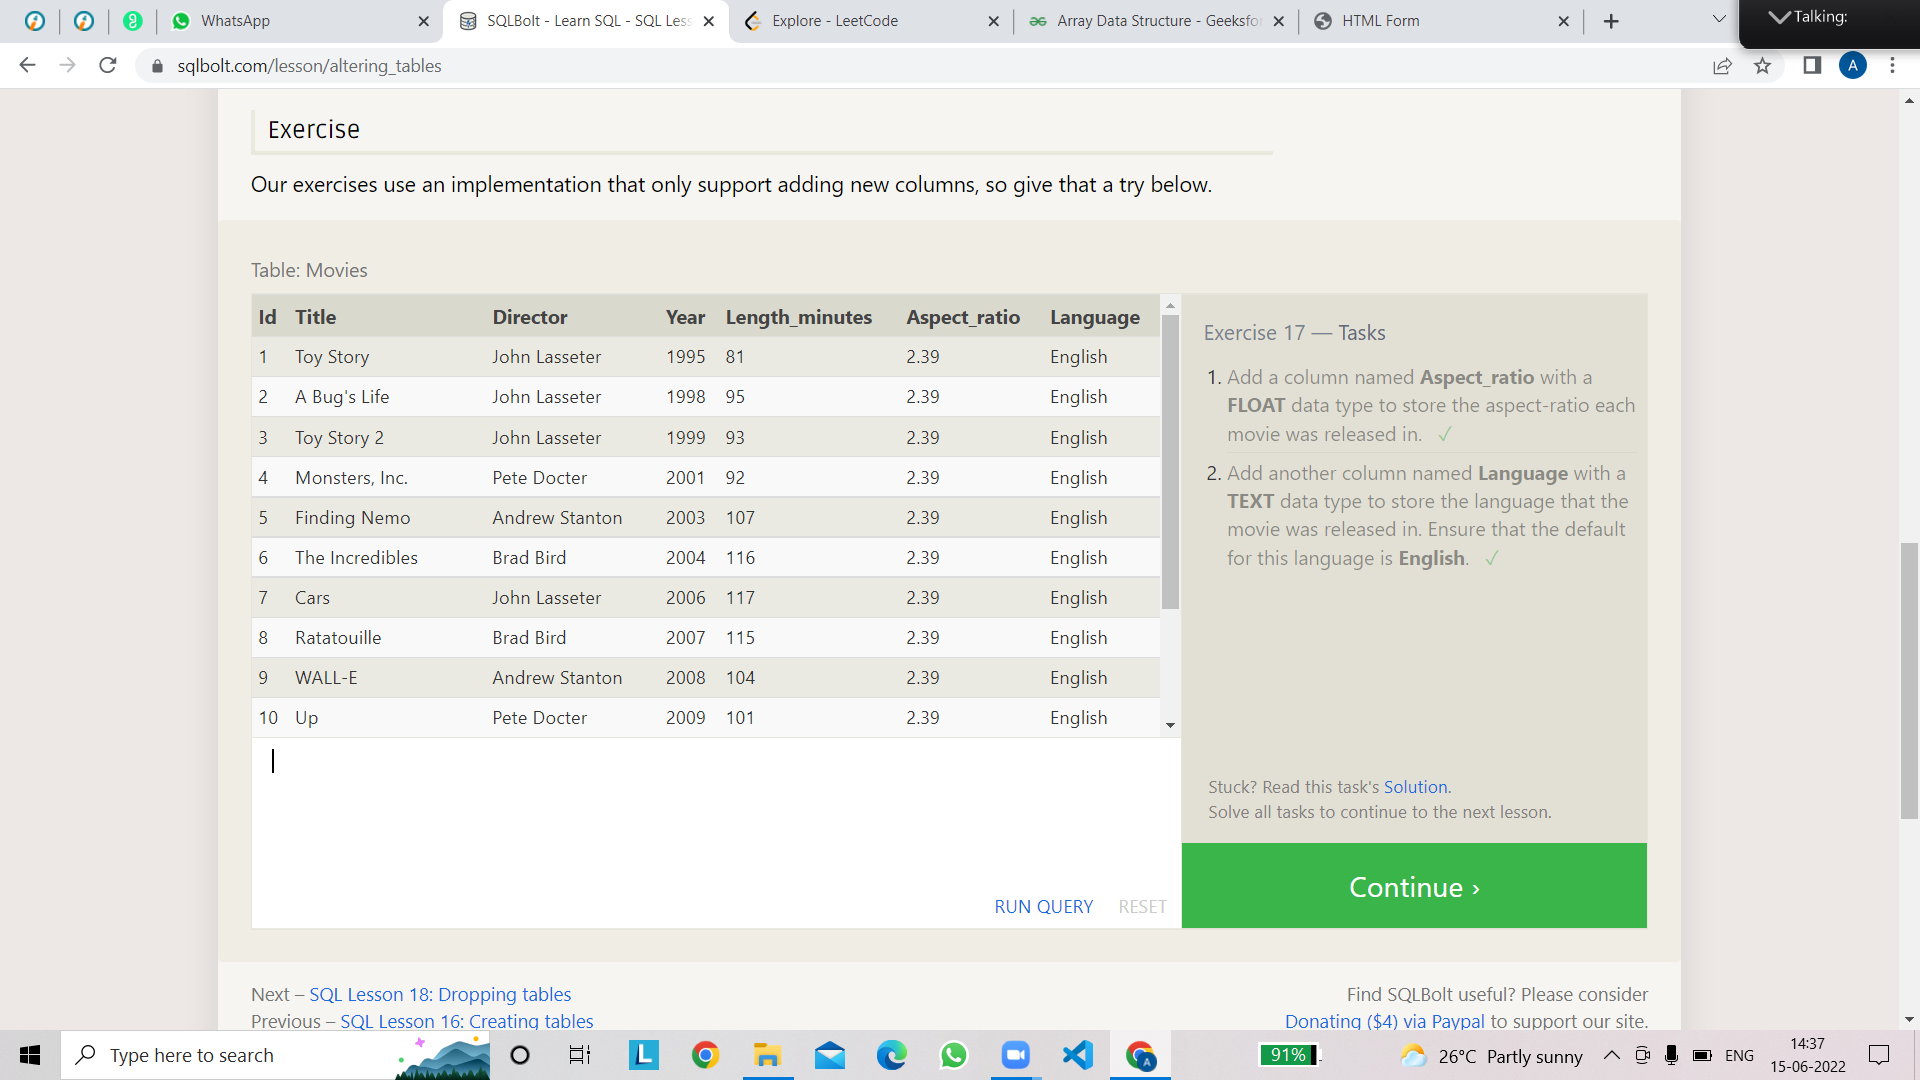 WhatsApp
SQLBolt - Learn SQL - SQL Less
Explore - LeetCode
Array Data Structure - Geeksfo
HTML Form
Talking:
sqlbolt.com/lesson/altering_tables
A
Exercise
Our exercises use an implementation that only support adding new columns, so give that a try below.
Table: Movies
Id Title Director Year Length_minutes Aspect_ratio Language
1 Toy Story John Lasseter 1995 81 2.39 English
2 A Bug's Life John Lasseter 1998 95 2.39 English
3 Toy Story 2 John Lasseter 1999 93 2.39 English
4 Monsters, Inc. Pete Docter 2001 92 2.39 English
5 Finding Nemo Andrew Stanton 2003 107 2.39 English
6 The Incredibles Brad Bird 2004 116 2.39 English
7 Cars John Lasseter 2006 117 2.39 English
8 Ratatouille Brad Bird 2007 115 2.39 English
9 WALL-E Andrew Stanton 2008 104 2.39 English
10 Up Pete Docter 2009 101 2.39 English
RUN QUERY RESET
Exercise 17 — Tasks
1. Add a column named Aspect_ratio with a
FLOAT data type to store the aspect-ratio each
movie was released in. ✓
2. Add another column named Language with a
TEXT data type to store the language that the
movie was released in. Ensure that the default
for this language is English. ✓
Stuck? Read this task's Solution.
Solve all tasks to continue to the next lesson.
Continue ›
Next – SQL Lesson 18: Dropping tables
Previous – SQL Lesson 16: Creating tables
Find SQLBolt useful? Please consider
Donating ($4) via Paypal to support our site.
Type here to search
L
A
91%
26°C Partly sunny
ENG
14:37
15-06-2022